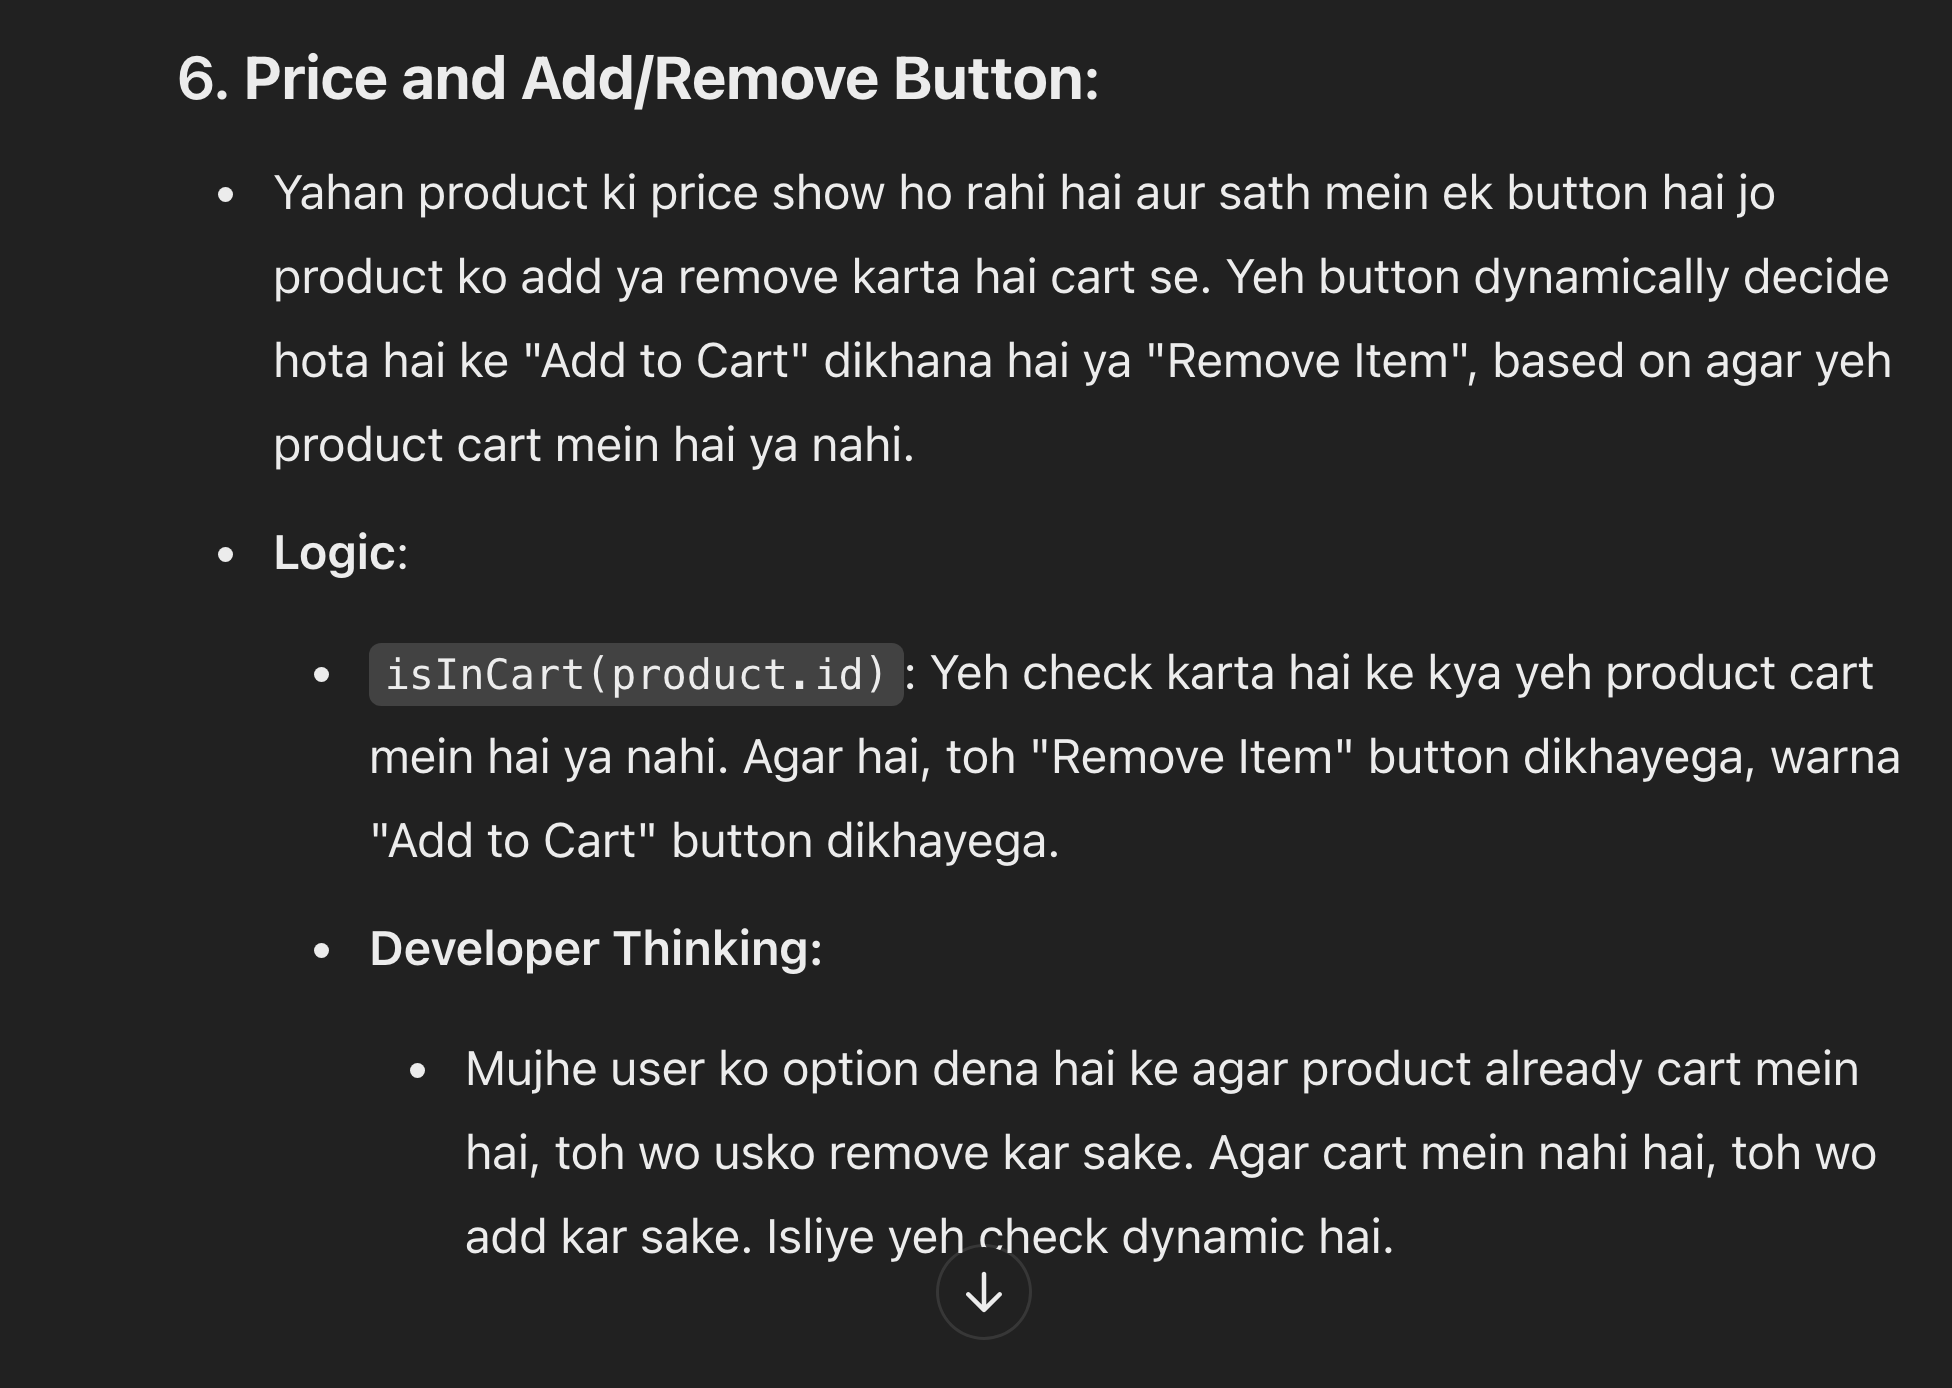 6. Price and Add/Remove Button:
• Yahan product ki price show ho rahi hai aur sath mein ek button hai jo
product ko add ya remove karta hai cart se. Yeh button dynamically decide
hota hai ke "Add to Cart" dikhana hai ya "Remove Item", based on agar yeh
product cart mein hai ya nahi.
• Logic:
• isInCart(product.id): Yeh check karta hai ke kya yeh product cart
mein hai ya nahi. Agar hai, toh "Remove Item" button dikhayega, warna
"Add to Cart" button dikhayega.
• Developer Thinking:
• Mujhe user ko option dena hai ke agar product already cart mein
hai, toh wo usko remove kar sake. Agar cart mein nahi hai, toh wo
add kar sake. Isliye yeh check dynamic hai.